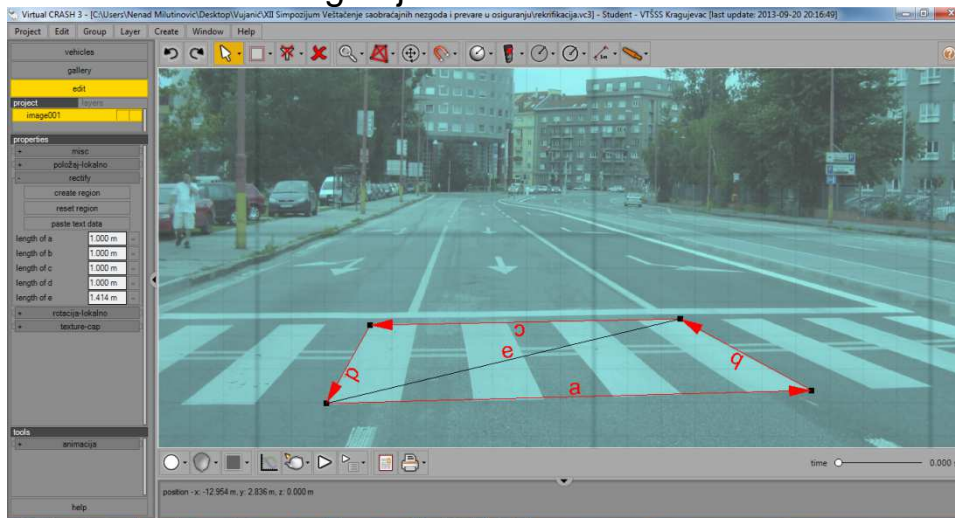 Virtual CRASH 3 - [C:\Users\Nenad Milutinovic\Desktop\Vujanić\XII Simpozijum Veštačenje saobraćajnih nezgoda i prevare u osiguranju\rekrifikacija.vc3] - Student - VTŠSS Kragujevac [last update: 2013-09-20 20:16:49]
Project Edit Group Layer Create Window Help
vehicles
gallery
edit
project layers
image001
properties
+ misc
+ položaj-lokalno
- rectify
create region
reset region
paste text data
length of a 1.000 m
length of b 1.000 m
length of c 1.000 m
length of d 1.000 m
length of e 1.414 m
+ rotacija-lokalno
+ texture-cap
c
e
d
b
a
tools
+ animacija
time 0.000
help
position - x: -12.954 m, y: 2.836 m, z: 0.000 m